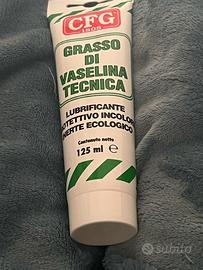 CFG
GRASSO DI
VASELINA
TECNICA
LUBRIFICANTE
PROTETTIVO INCOLORE
INERTE ECOLOGICO
Contenuto netto
125 ml e
subito